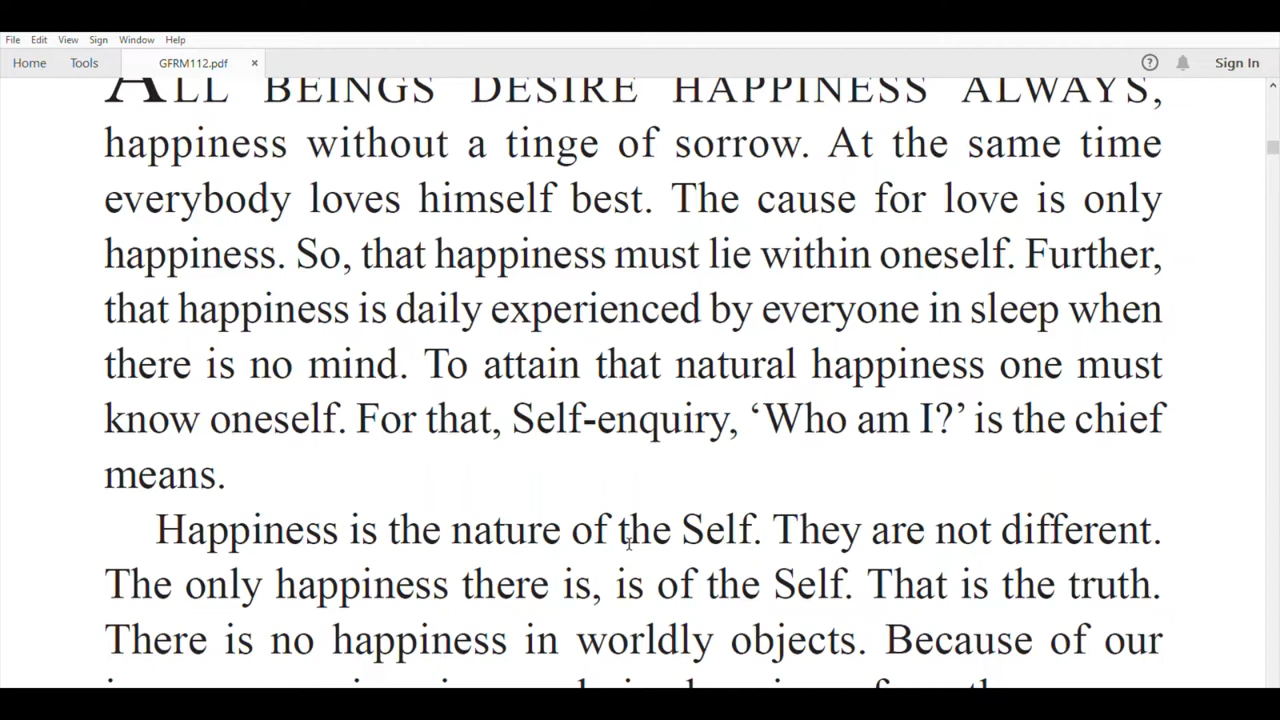 File Edit View Sign Window Help
Home Tools GFRM112.pdf × ? Sign In
ALL BEINGS DESIRE HAPPINESS ALWAYS,
happiness without a tinge of sorrow. At the same time
everybody loves himself best. The cause for love is only
happiness. So, that happiness must lie within oneself. Further,
that happiness is daily experienced by everyone in sleep when
there is no mind. To attain that natural happiness one must
know oneself. For that, Self-enquiry, ‘Who am I?’ is the chief
means.
Happiness is the nature of the Self. They are not different.
The only happiness there is, is of the Self. That is the truth.
There is no happiness in worldly objects. Because of our